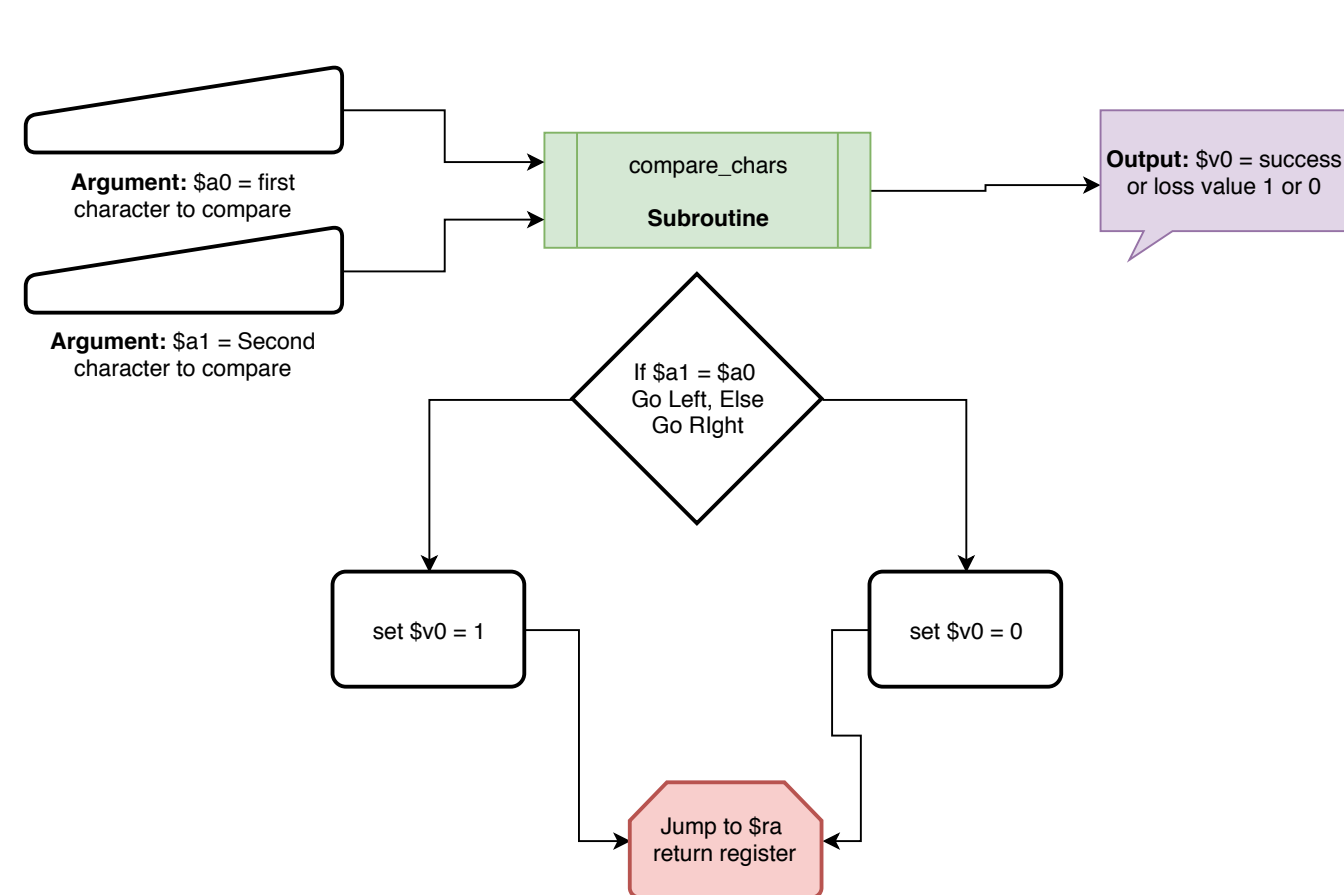 Argument: $a0 = first
character to compare
compare_chars
Subroutine
Output: $v0 = success
or loss value 1 or 0
Argument: $a1 = Second
character to compare
If $a1 = $a0
Go Left, Else
Go RIght
set $v0 = 1
set $v0 = 0
Jump to $ra
return register